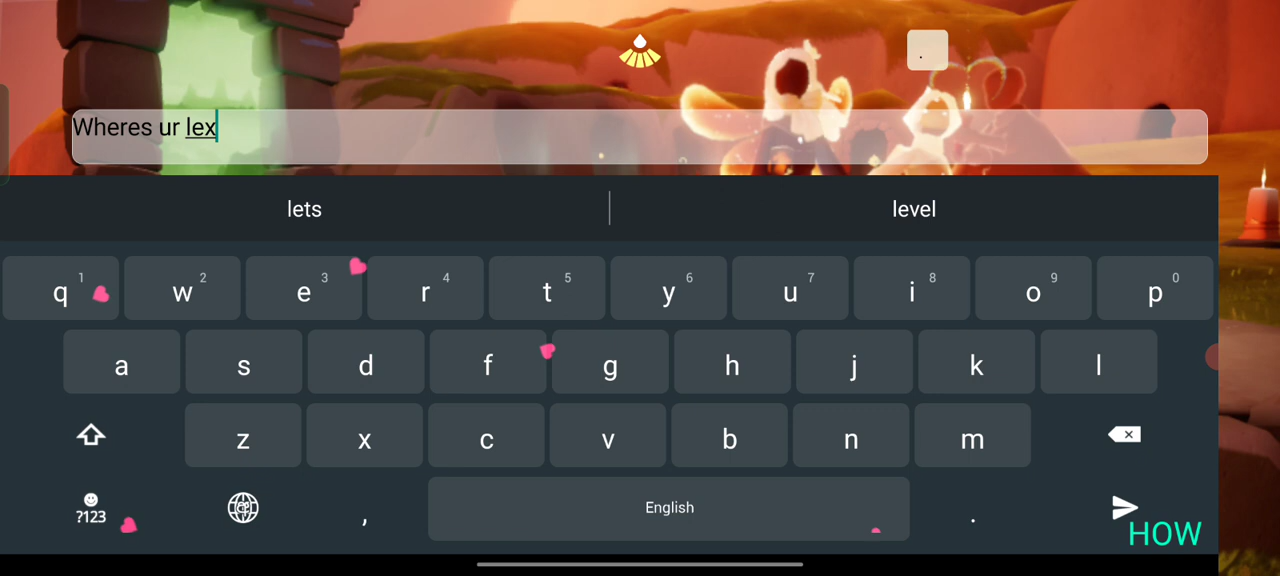 .
Wheres ur lex
lets level
q 1 w 2 e 3 r 4 t 5 y 6 u 7 i 8 o 9 p 0
a s d f g h j k l
z x c v b n m
?123 , English .
HOW